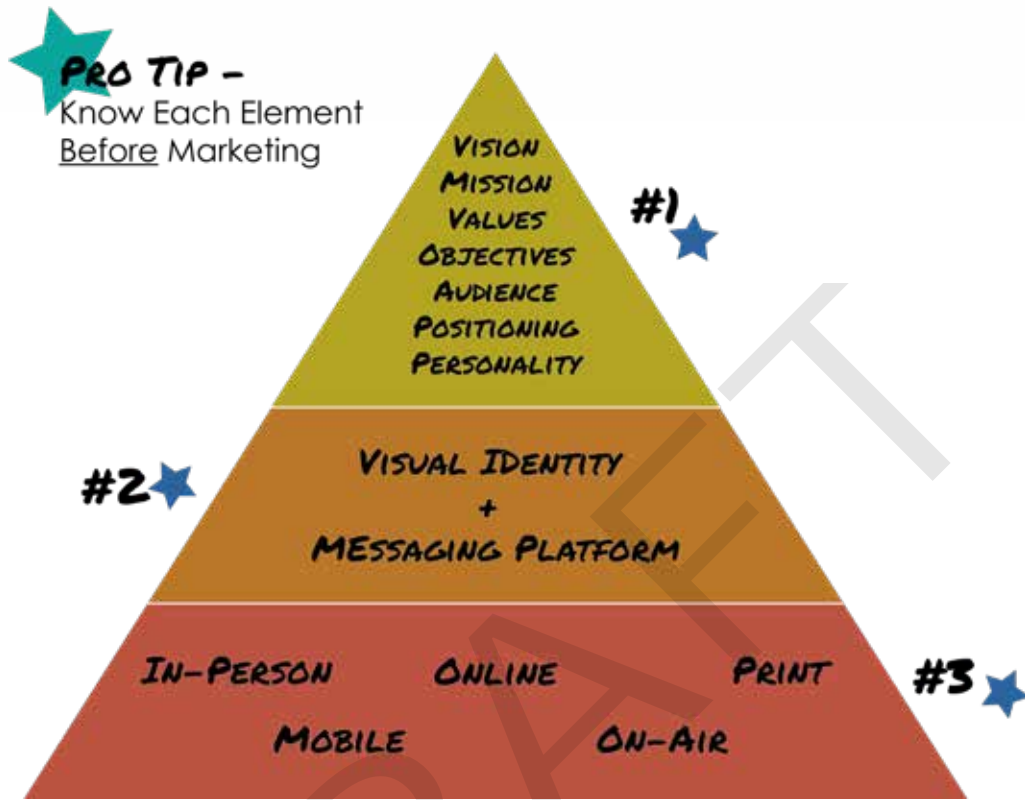 PRO TIP –
Know Each Element
Before Marketing
VISION
MISSION
VALUES
OBJECTIVES
AUDIENCE
POSITIONING
PERSONALITY
#1
VISUAL IDENTITY
+
MESSAGING PLATFORM
#2
IN-PERSON ONLINE PRINT
MOBILE ON-AIR
#3
DRAFT